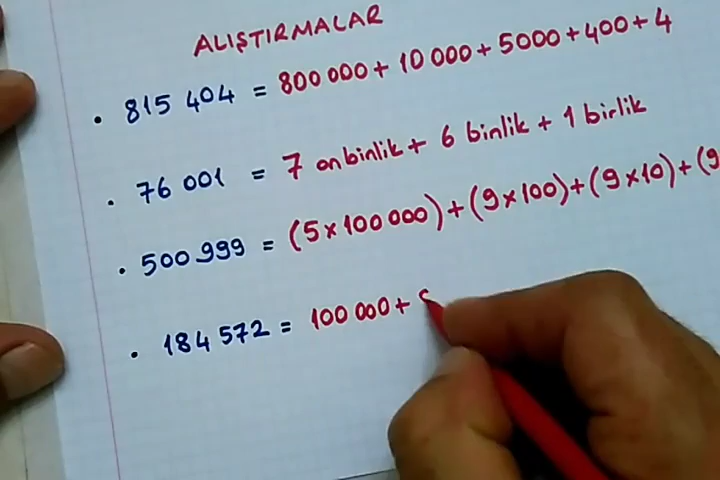 ALIŞTIRMALAR
. 815 404 = 800 000 + 10 000 + 5000 + 400 + 4
. 76 001 = 7 onbinlik + 6 binlik + 1 birlik
. 500 999 = (5 x 100 000) + (9 x 100) + (9 x 10) + (9
. 184 572 = 100 000 +